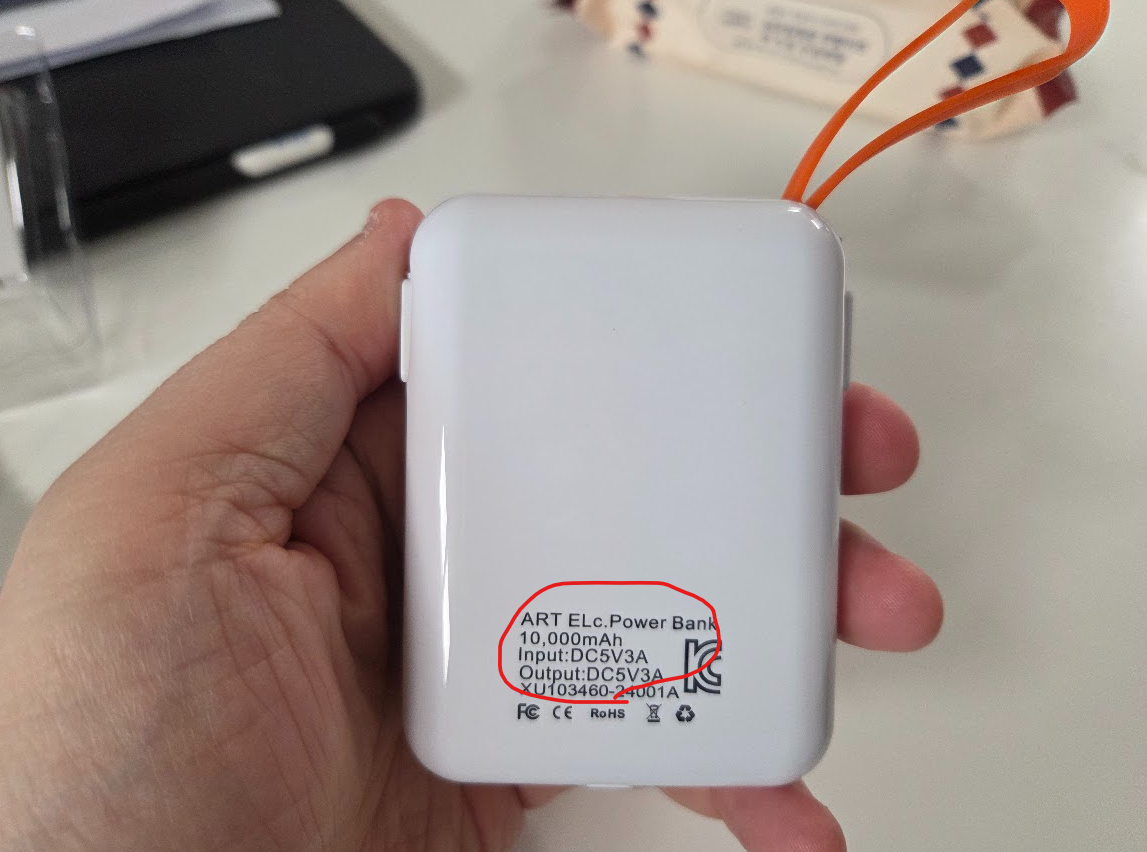 ART ELc.Power Bank
10,000mAh
Input:DC5V3A
Output:DC5V3A
XU103460-24001A
FC CE RoHS